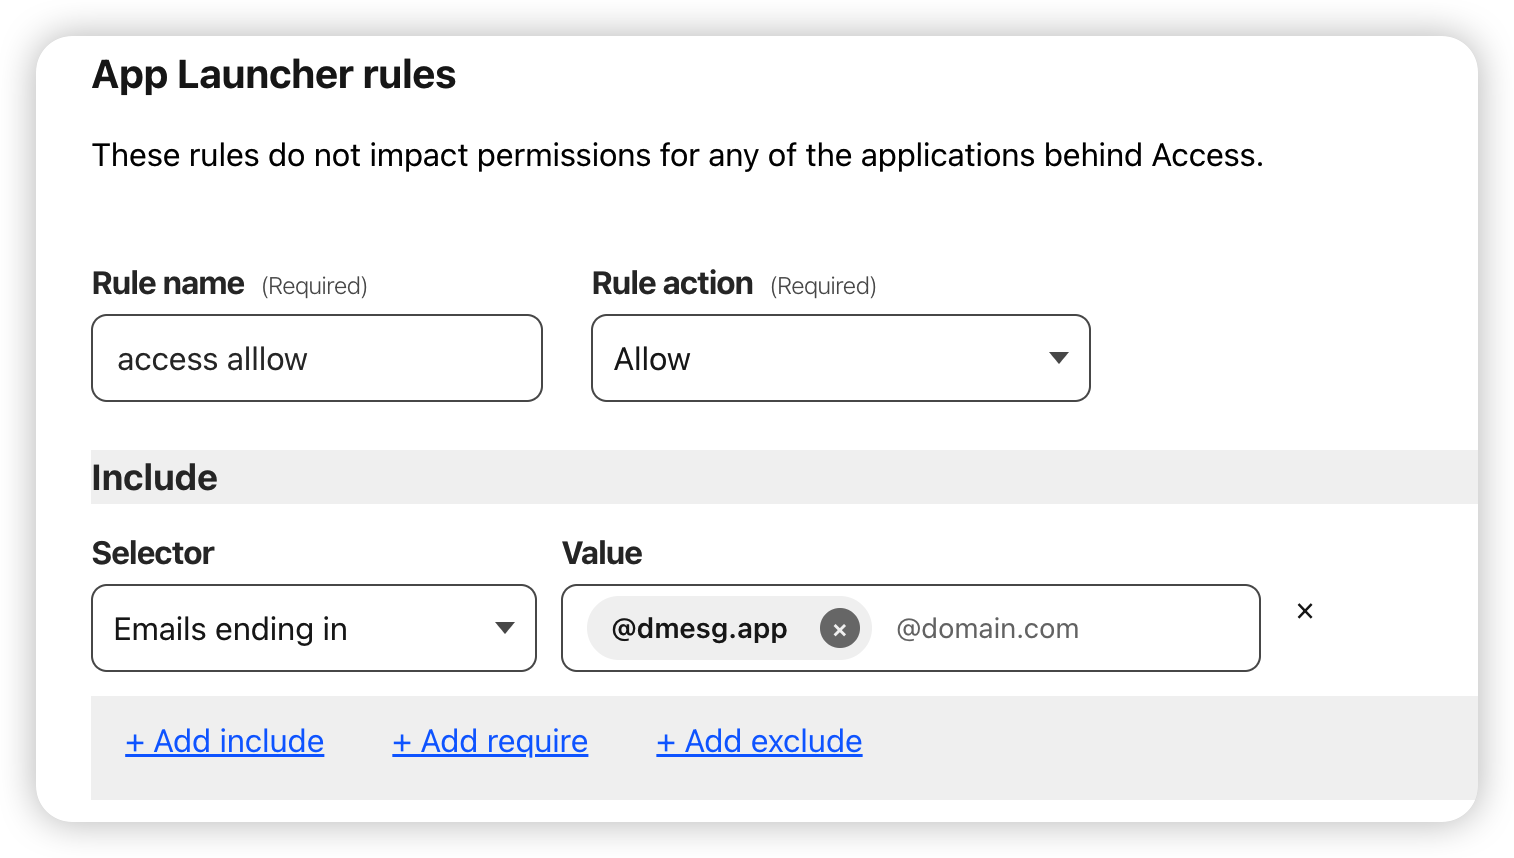 App Launcher rules
These rules do not impact permissions for any of the applications behind Access.
Rule name (Required) Rule action (Required)
access alllow Allow
Include
Selector Value
Emails ending in @dmesg.app × @domain.com ×
+ Add include + Add require + Add exclude